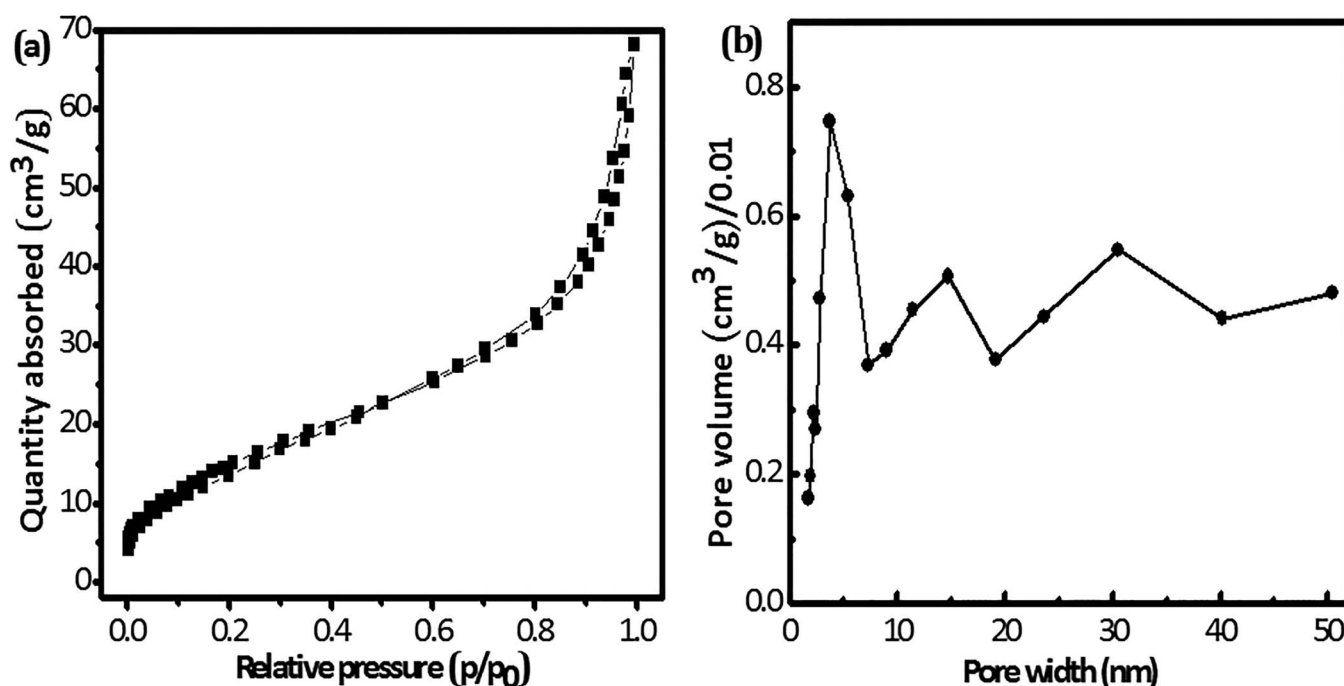 (a)
Quantity absorbed (cm³/g)
70
60
50
40
30
20
10
0
0.0 0.2 0.4 0.6 0.8 1.0
Relative pressure (p/p₀)
(b)
Pore volume (cm³/g)/0.01
0.8
0.6
0.4
0.2
0.0
0 10 20 30 40 50
Pore width (nm)